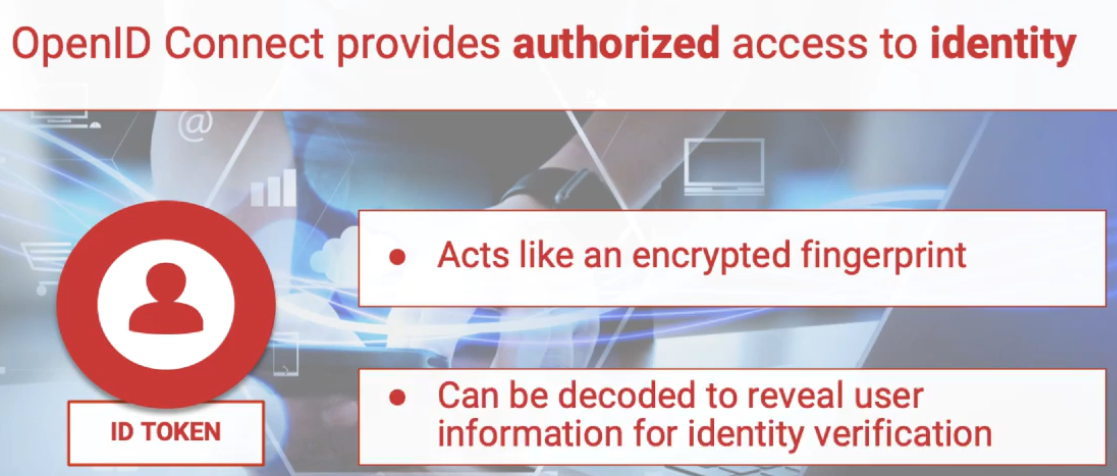 OpenID Connect provides authorized access to identity
@
• Acts like an encrypted fingerprint
• Can be decoded to reveal user
information for identity verification
ID TOKEN